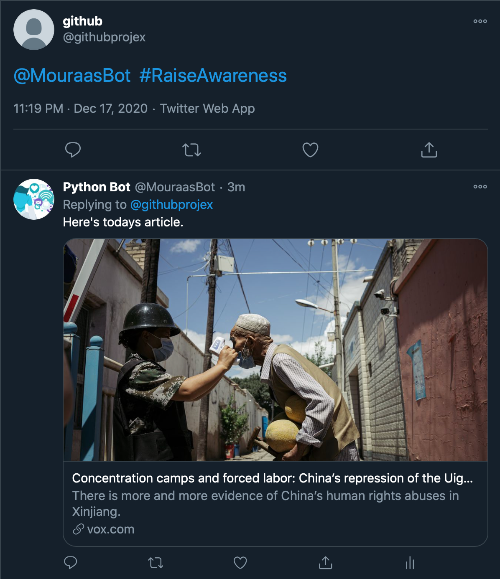 github
@githubprojex
@MouraasBot #RaiseAwareness
11:19 PM · Dec 17, 2020 · Twitter Web App
Python Bot @MouraasBot · 3m
Replying to @githubprojex
Here's todays article.
Concentration camps and forced labor: China's repression of the Uig...
There is more and more evidence of China's human rights abuses in
Xinjiang.
vox.com